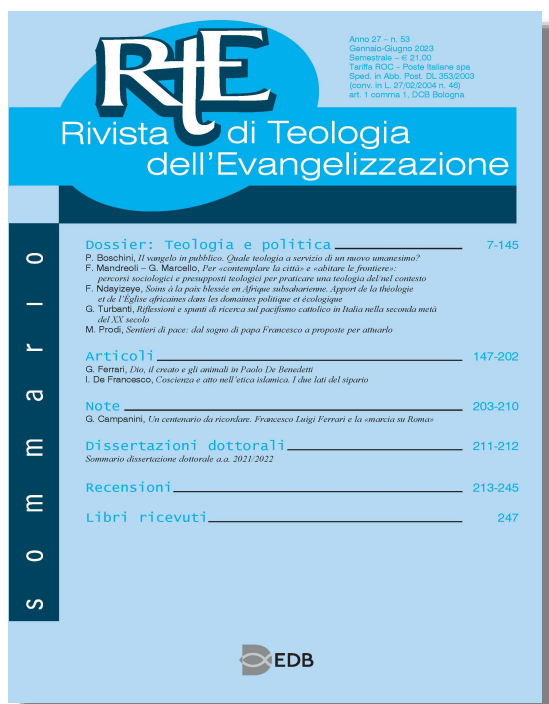 RtE
Anno 27 – n. 53
Gennaio-Giugno 2023
Semestrale – € 21,00
Tariffa ROC – Poste Italiane spa
Sped. in Abb. Post. DL 353/2003
(conv. in L. 27/02/2004 n. 46)
art. 1 comma 1, DCB Bologna
Rivista di Teologia
dell'Evangelizzazione
sommario
Dossier: Teologia e politica 7-145
P. Boschini, Il vangelo in pubblico. Quale teologia a servizio di un nuovo umanesimo?
F. Mandreoli – G. Marcello, Per «contemplare la città» e «abitare le frontiere»:
percorsi sociologici e presupposti teologici per praticare una teologia del/nel contesto
F. Ndayizeye, Soins à la paix blessée en Afrique subsaharienne. Apport de la théologie
et de l'Église africaines dans les domaines politique et écologique
G. Turbanti, Riflessioni e spunti di ricerca sul pacifismo cattolico in Italia nella seconda metà
del XX secolo
M. Prodi, Sentieri di pace: dal sogno di papa Francesco a proposte per attuarlo
Articoli 147-202
G. Ferrari, Dio, il creato e gli animali in Paolo De Benedetti
I. De Francesco, Coscienza e atto nell'etica islamica. I due lati del sipario
Note 203-210
G. Campanini, Un centenario da ricordare. Francesco Luigi Ferrari e la «marcia su Roma»
Dissertazioni dottorali 211-212
Sommario dissertazione dottorale a.a. 2021/2022
Recensioni 213-245
Libri ricevuti 247
EDB